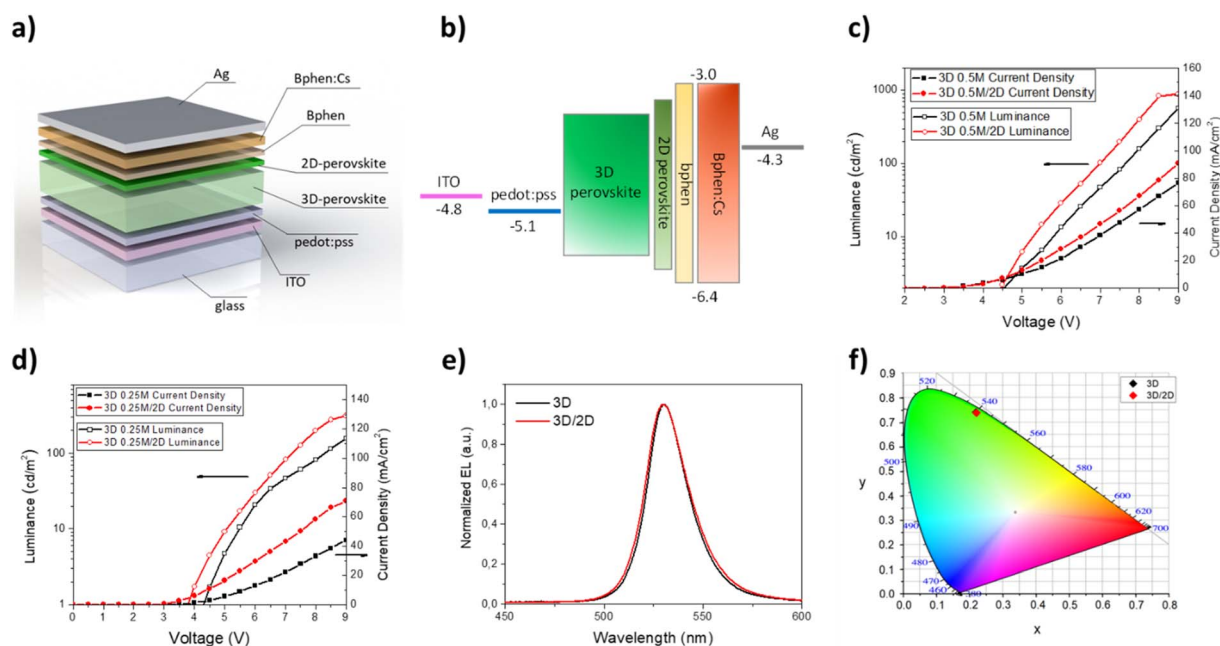 a)
Ag
Bphen:Cs
Bphen
2D-perovskite
3D-perovskite
pedot:pss
ITO
glass
b)
-3.0
ITO
-4.8
pedot:pss
-5.1
3D
perovskite
2D perovskite
bphen
Bphen:Cs
Ag
-4.3
-6.4
c)
3D 0.5M Current Density
3D 0.5M/2D Current Density
3D 0.5M Luminance
3D 0.5M/2D Luminance
Luminance (cd/m²)
1000
100
10
2 3 4 5 6 7 8 9
Voltage (V)
160
140
120
100
80
60
40
20
0
Current Density (mA/cm²)
d)
3D 0.25M Current Density
3D 0.25M/2D Current Density
3D 0.25M Luminance
3D 0.25M/2D Luminance
Luminance (cd/m²)
100
10
1
0 1 2 3 4 5 6 7 8 9
Voltage (V)
140
120
100
80
60
40
20
0
Current Density (mA/cm²)
e)
3D
3D/2D
Normalized EL (a.u.)
1,0
0,8
0,6
0,4
0,2
0,0
450 500 550 600
Wavelength (nm)
f)
3D
3D/2D
y
0.9
0.8
0.7
0.6
0.5
0.4
0.3
0.2
0.1
0.0
0.0 0.1 0.2 0.3 0.4 0.5 0.6 0.7 0.8
x
520
540
560
580
600
620
700
500
490
480
470
460